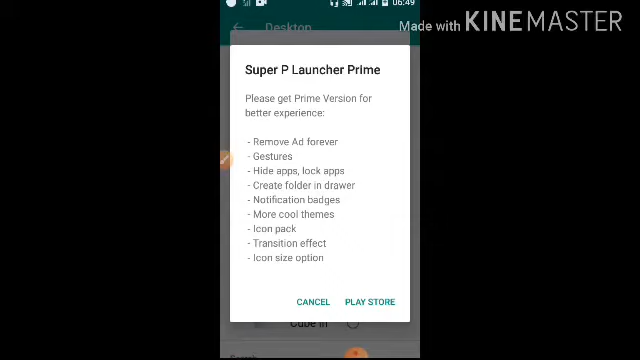 06:49
Desktop
Made with KINEMASTER
Super P Launcher Prime
Please get Prime Version for
better experience:
- Remove Ad forever
- Gestures
- Hide apps, lock apps
- Create folder in drawer
- Notification badges
- More cool themes
- Icon pack
- Transition effect
- Icon size option
CANCEL PLAY STORE
Cube in